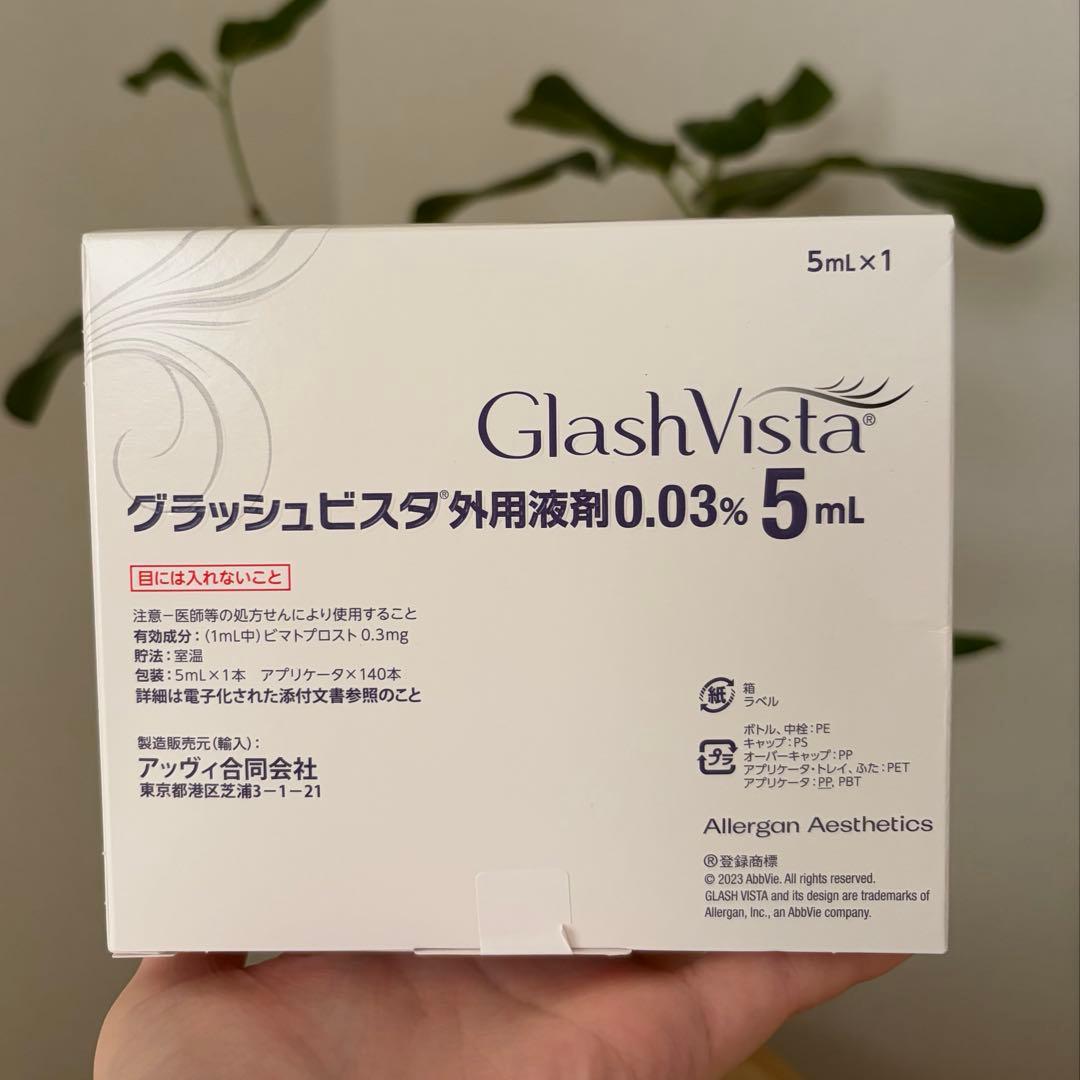 5mL×1
GlashVista®
グラッシュビスタ®外用液剤0.03% 5mL
目には入れないこと
注意－医師等の処方せんにより使用すること
有効成分：(1mL中)ビマトプロスト 0.3mg
貯法：室温
包装：5mL×1本 アプリケータ×140本
詳細は電子化された添付文書参照のこと
製造販売元（輸入）：
アッヴィ合同会社
東京都港区芝浦3－1－21
紙
箱
ラベル
プラ
ボトル、中栓：PE
キャップ：PS
オーバーキャップ：PP
アプリケータ・トレイ、ふた：PET
アプリケータ：PP, PBT
Allergan Aesthetics
®登録商標
© 2023 AbbVie. All rights reserved.
GLASH VISTA and its design are trademarks of
Allergan, Inc., an AbbVie company.